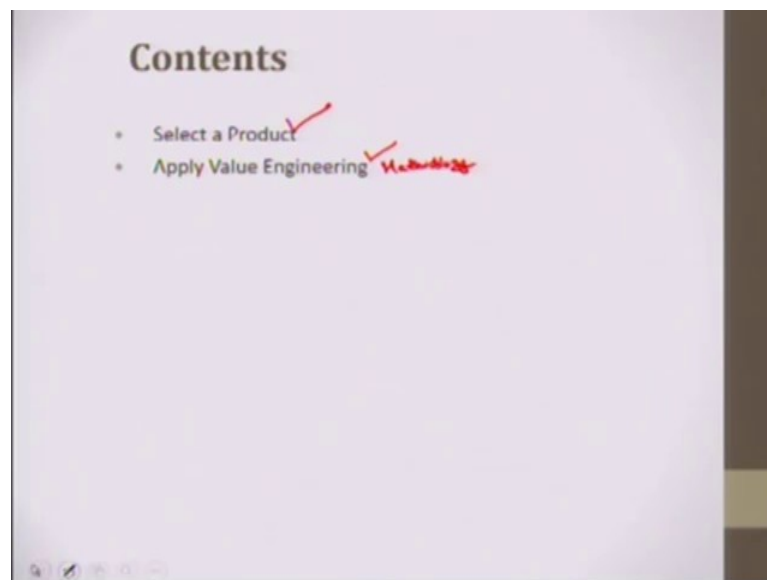 Contents
• Select a Product
• Apply Value Engineering